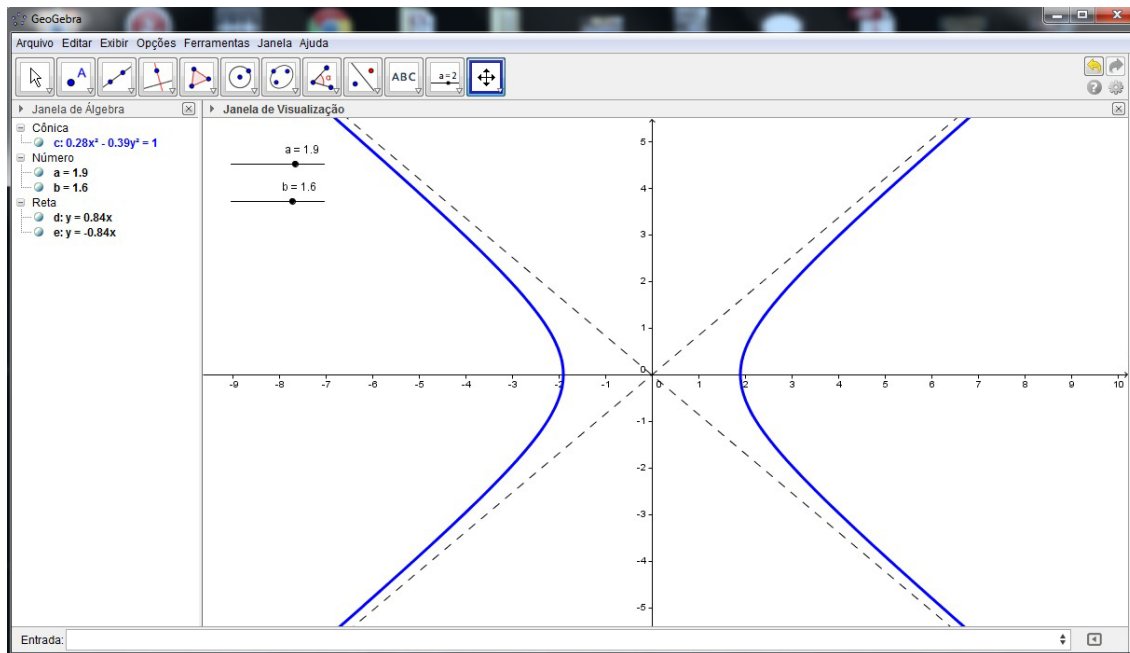 GeoGebra
Arquivo Editar Exibir Opções Ferramentas Janela Ajuda
A
α
ABC
a=2
Janela de Álgebra
Janela de Visualização
Cônica
c: 0.28x² - 0.39y² = 1
Número
a = 1.9
b = 1.6
Reta
d: y = 0.84x
e: y = -0.84x
a = 1.9
b = 1.6
5
4
3
2
1
0
-9 -8 -7 -6 -5 -4 -3 -2 -1 0 1 2 3 4 5 6 7 8 9 10
-1
-2
-3
-4
-5
Entrada: